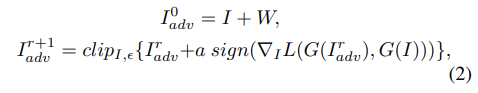 I^0_{adv} = I + W,
I^{r+1}_{adv} = clip_{I,ϵ}{I^r_{adv}+a sign(∇_I L(G(I^r_{adv}), G(I)))},
(2)